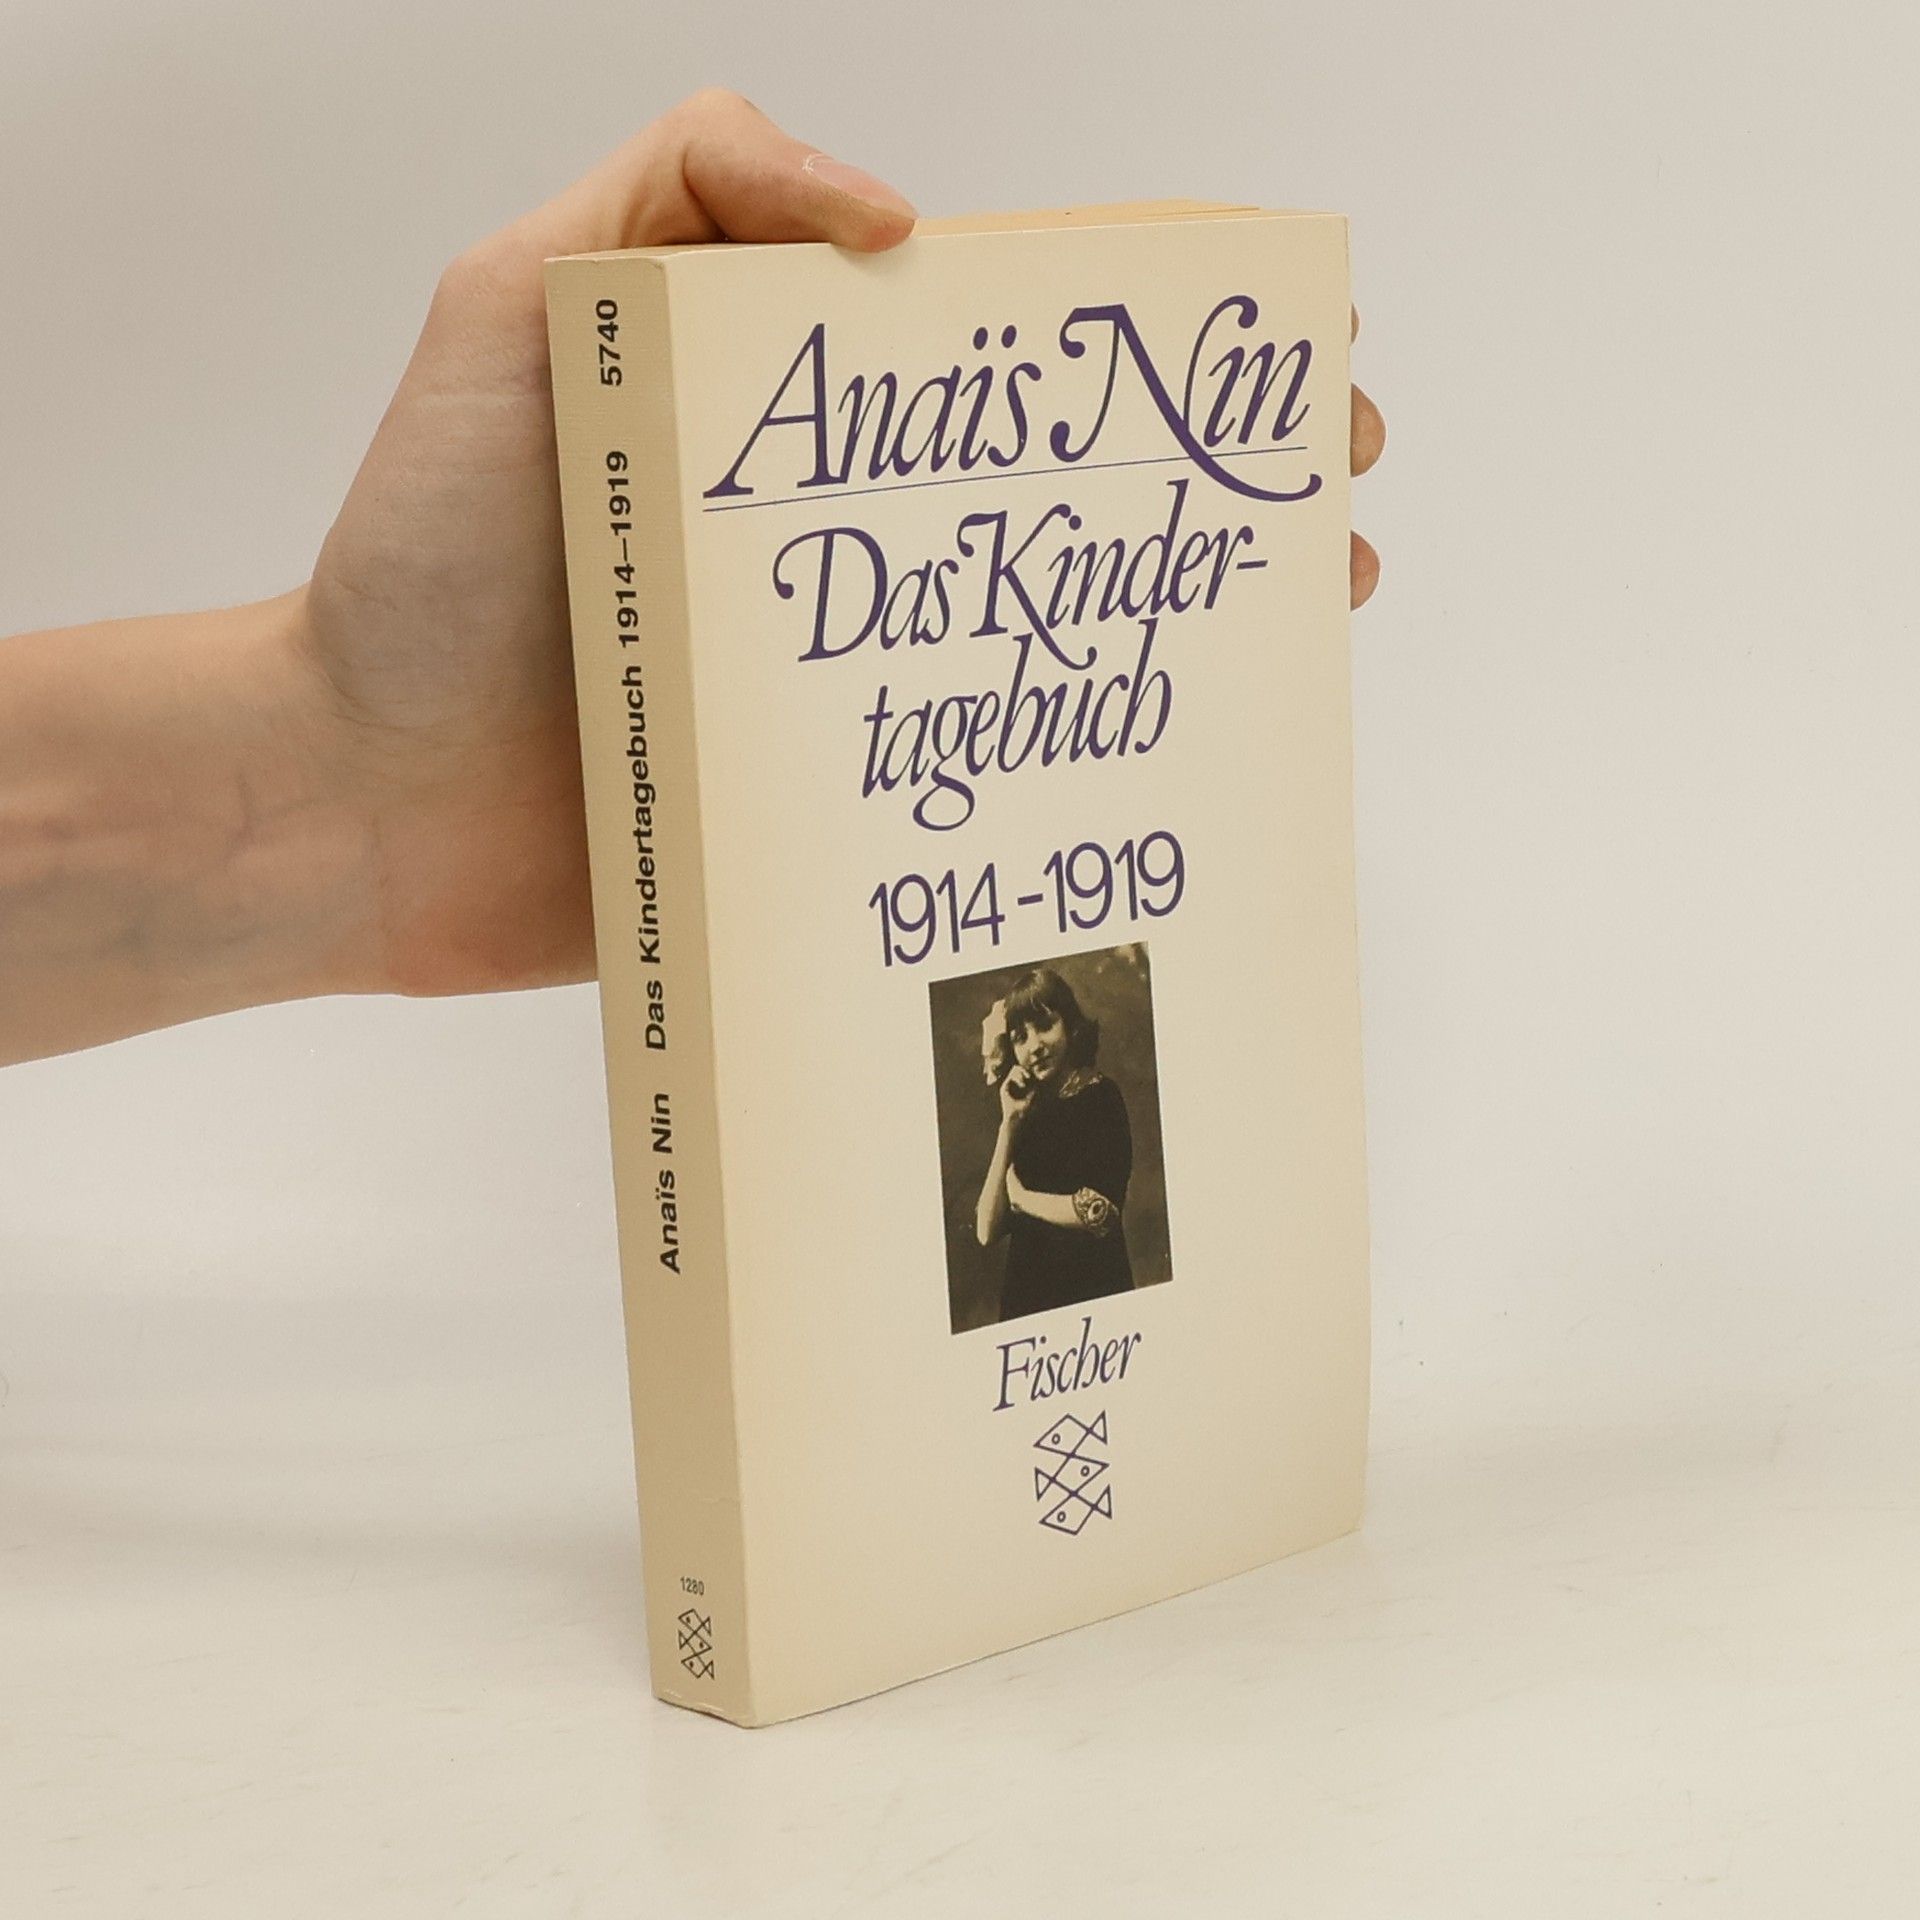 Anaïs Nin
Das Kinder-
tagebuch
1914-1919
Fischer
Anaïs Nin Das Kindertagebuch 1914–1919 5740
1280